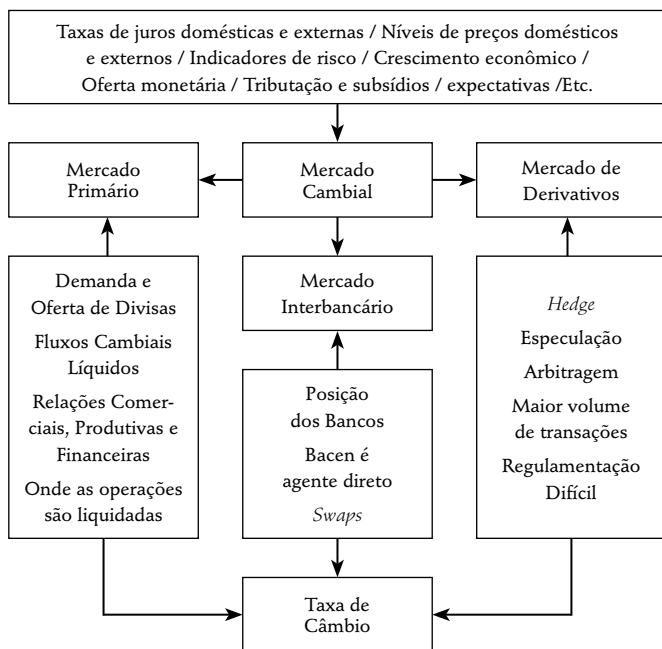 Taxas de juros domésticas e externas / Níveis de preços domésticos
e externos / Indicadores de risco / Crescimento econômico /
Oferta monetária / Tributação e subsídios / expectativas /Etc.
Mercado
Primário
Mercado
Cambial
Mercado de
Derivativos
Demanda e
Oferta de Divisas
Fluxos Cambiais
Líquidos
Relações Comer-
ciais, Produtivas e
Financeiras
Onde as operações
são liquidadas
Mercado
Interbancário
Posição
dos Bancos
Bacen é
agente direto
Swaps
Hedge
Especulação
Arbitragem
Maior volume
de transações
Regulamentação
Difícil
Taxa de
Câmbio